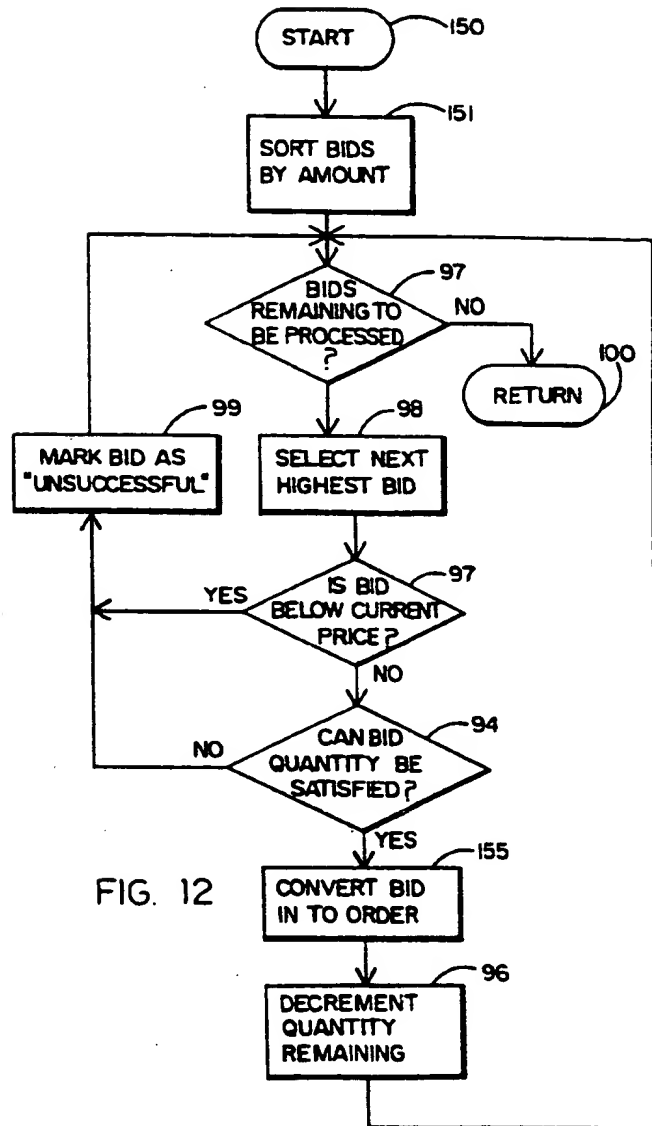 START
150
151
SORT BIDS
BY AMOUNT
97
BIDS
REMAINING TO
BE PROCESSED
?
NO
100
RETURN
99
MARK BID AS
"UNSUCCESSFUL"
98
SELECT NEXT
HIGHEST BID
97
YES
IS BID
BELOW CURRENT
PRICE?
NO
94
NO
CAN BID
QUANTITY BE
SATISFIED?
YES
155
FIG. 12
CONVERT BID
IN TO ORDER
96
DECREMENT
QUANTITY
REMAINING